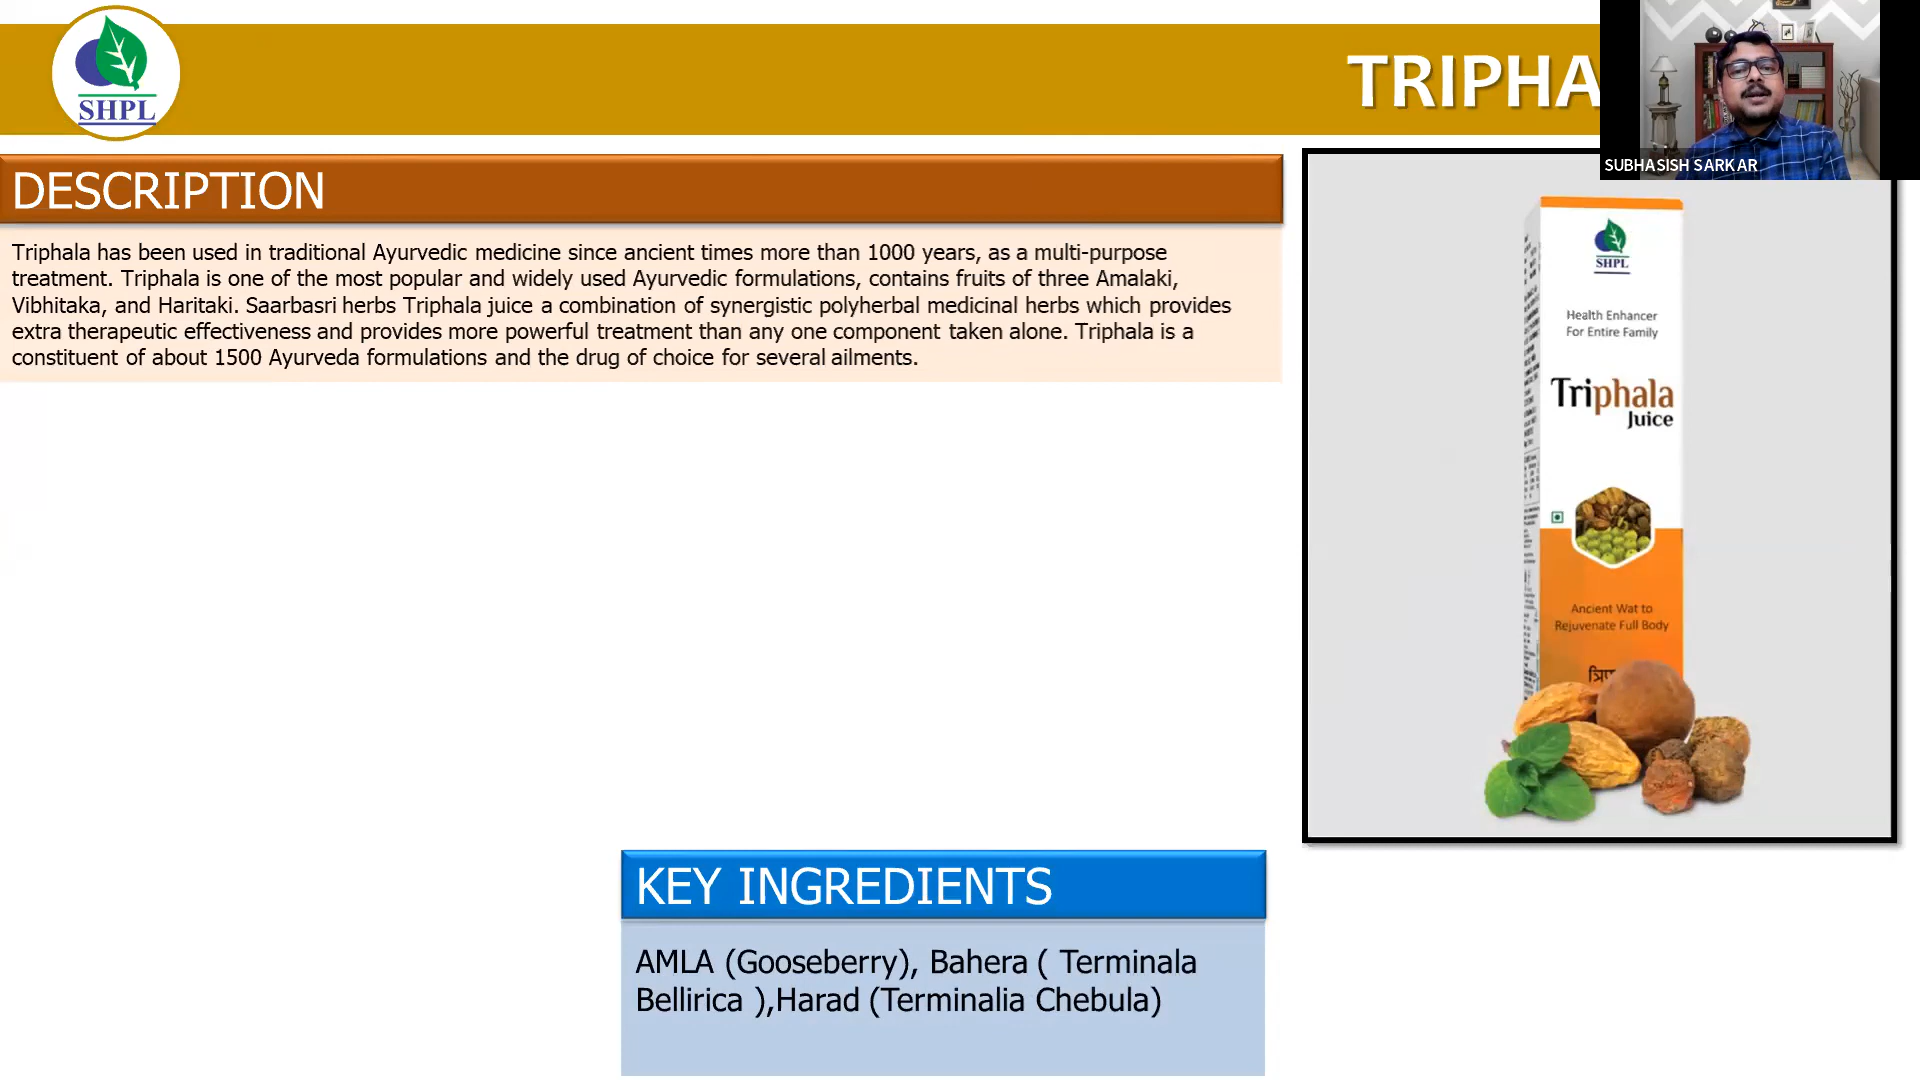 SHPL
TRIPHA
SUBHASISH SARKAR
DESCRIPTION
Triphala has been used in traditional Ayurvedic medicine since ancient times more than 1000 years, as a multi-purpose
treatment. Triphala is one of the most popular and widely used Ayurvedic formulations, contains fruits of three Amalaki,
Vibhitaka, and Haritaki. Saarbasri herbs Triphala juice a combination of synergistic polyherbal medicinal herbs which provides
extra therapeutic effectiveness and provides more powerful treatment than any one component taken alone. Triphala is a
constituent of about 1500 Ayurveda formulations and the drug of choice for several ailments.
SHPL
Health Enhancer
For Entire Family
Triphala
Juice
Ancient Wat to
Rejuvenate Full Body
KEY INGREDIENTS
AMLA (Gooseberry), Bahera ( Terminala
Bellirica ),Harad (Terminalia Chebula)